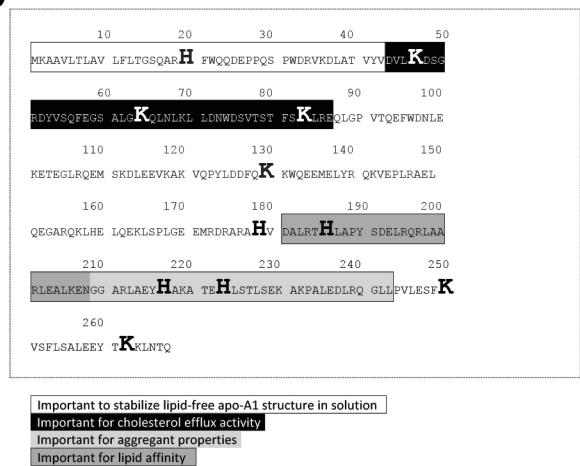 10 20 30 40 50
MKAAVLTLAV LFLTGSQARH FWQQDEPPQS PWDRVKDLAT VYVDVLKDSG
60 70 80 90 100
RDYVSQFEGS ALGKQLNLKL LDNWDSVTST FSKLREQLGP VTQEFWDNLE
110 120 130 140 150
KETEGLRQEM SKDLEEVKAK VQPYLDDFQK KWQEEMELYR QKVEPLRAEL
160 170 180 190 200
QEGARQKLHE LQEKLSPLGE EMRDRARAHV DALRTHLAPY SDELRQRLAA
210 220 230 240 250
RLEALKENGG ARLAEYHAKA TEHLSTLSEK AKPALEDLRQ GLLPVLESFK
260
VSFLSALEEY TKKLNTQ
Important to stabilize lipid-free apo-A1 structure in solution
Important for cholesterol efflux activity
Important for aggregant properties
Important for lipid affinity